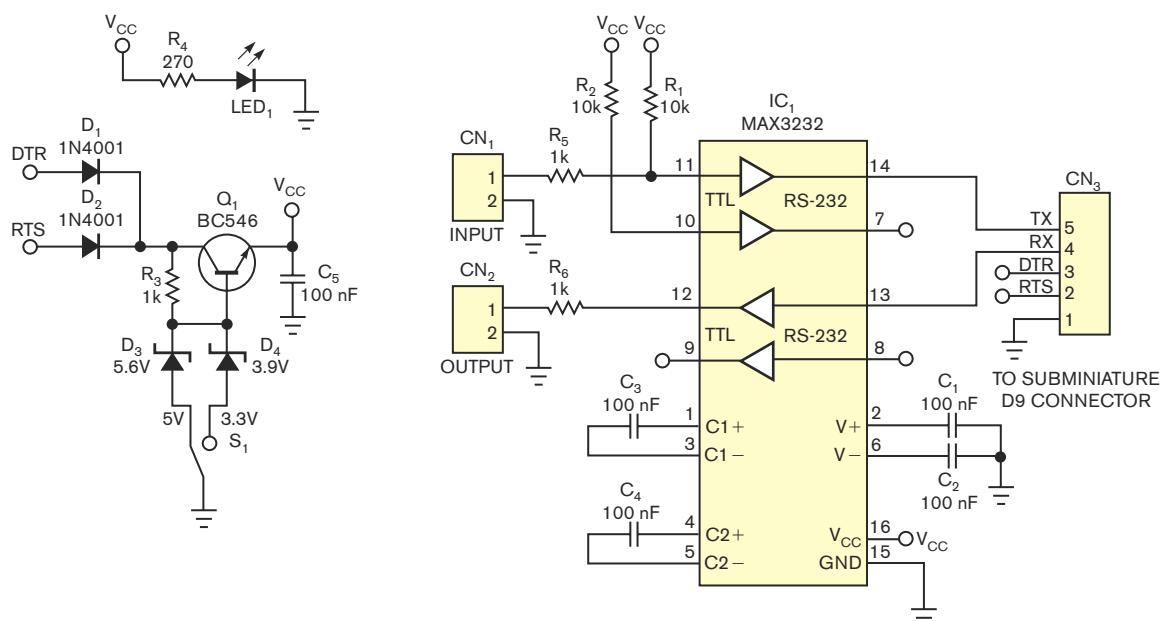 VCC
R4
270
LED1
D1
1N4001
DTR
D2
1N4001
RTS
Q1
BC546
VCC
R3
1k
C5
100 nF
D3
5.6V
D4
3.9V
5V
3.3V
S1
VCC VCC
R2
10k
R1
10k
IC1
MAX3232
CN1
1
2
INPUT
R5
1k
11
14
TTL
RS-232
10
7
CN2
1
2
OUTPUT
R6
1k
12
13
TTL
RS-232
9
8
CN3
TX
5
RX
4
DTR
3
RTS
2
1
TO SUBMINIATURE
D9 CONNECTOR
C3
100 nF
1
C1+
3
C1−
C4
100 nF
4
C2+
5
C2−
2
V+
6
V−
C1
100 nF
C2
100 nF
16
VCC
VCC
15
GND